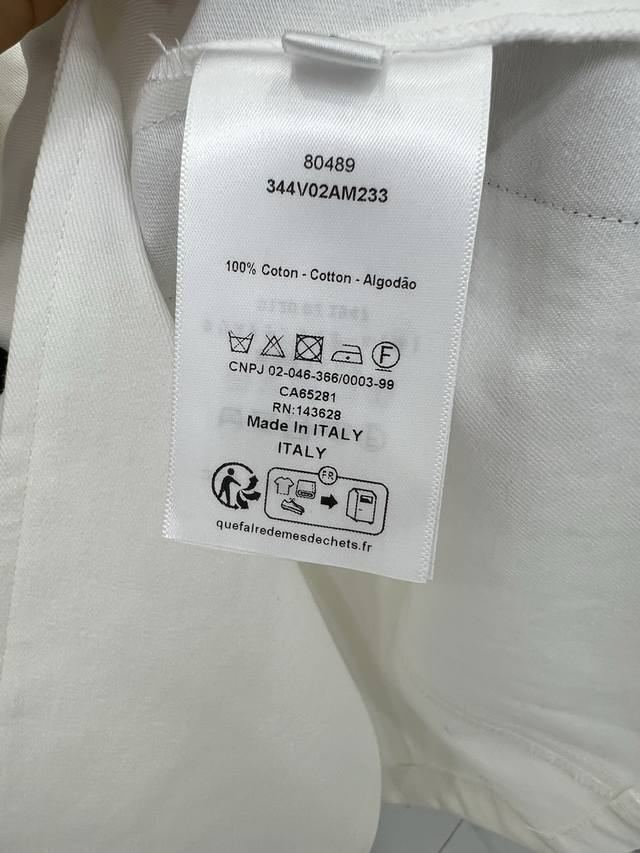 80489
344V02AM233
100% Coton - Cotton - Algodão
F
CNPJ 02-046-366/0003-99
CA65281
RN:143628
Made In ITALY
ITALY
FR
quefairedemesdechets.fr